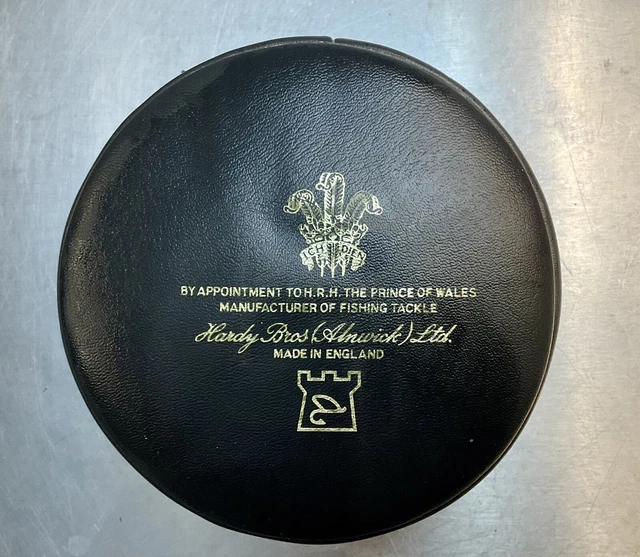 ICH DIEN
BY APPOINTMENT TO H.R.H. THE PRINCE OF WALES
MANUFACTURER OF FISHING TACKLE
Hardy Bros (Alnwick) Ltd.
MADE IN ENGLAND